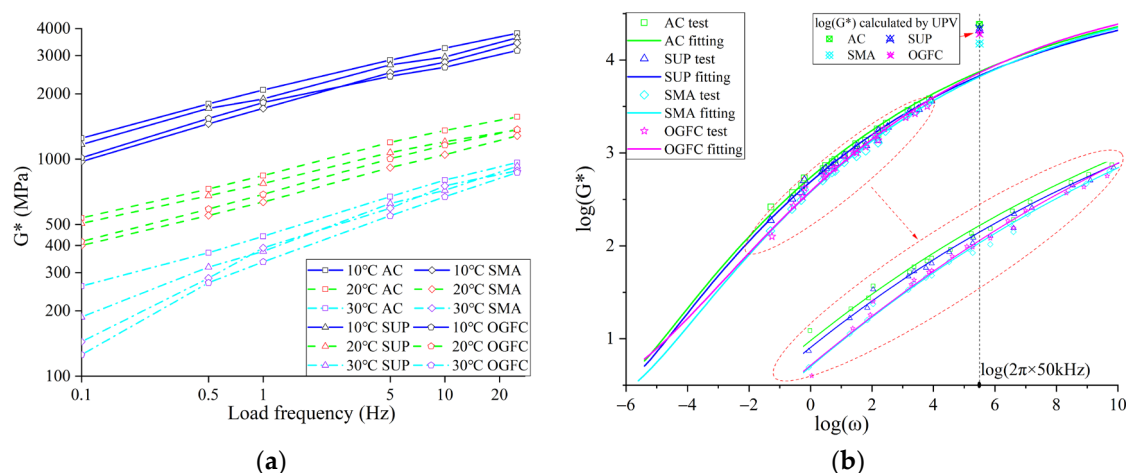 4000
3000
2000
1000
500
400
300
200
100
G* (MPa)
0.1
0.5
1
5
10
20
Load frequency (Hz)
10℃ AC
20℃ AC
30℃ AC
10℃ SUP
20℃ SUP
30℃ SUP
10℃ SMA
20℃ SMA
30℃ SMA
10℃ OGFC
20℃ OGFC
30℃ OGFC
(a)
AC test
AC fitting
SUP test
SUP fitting
SMA test
SMA fitting
OGFC test
OGFC fitting
log(G*) calculated by UPV
AC
SUP
SMA
OGFC
4
3
2
1
log(G*)
log(2π×50kHz)
−6
−4
−2
0
2
4
6
8
10
log(ω)
(b)